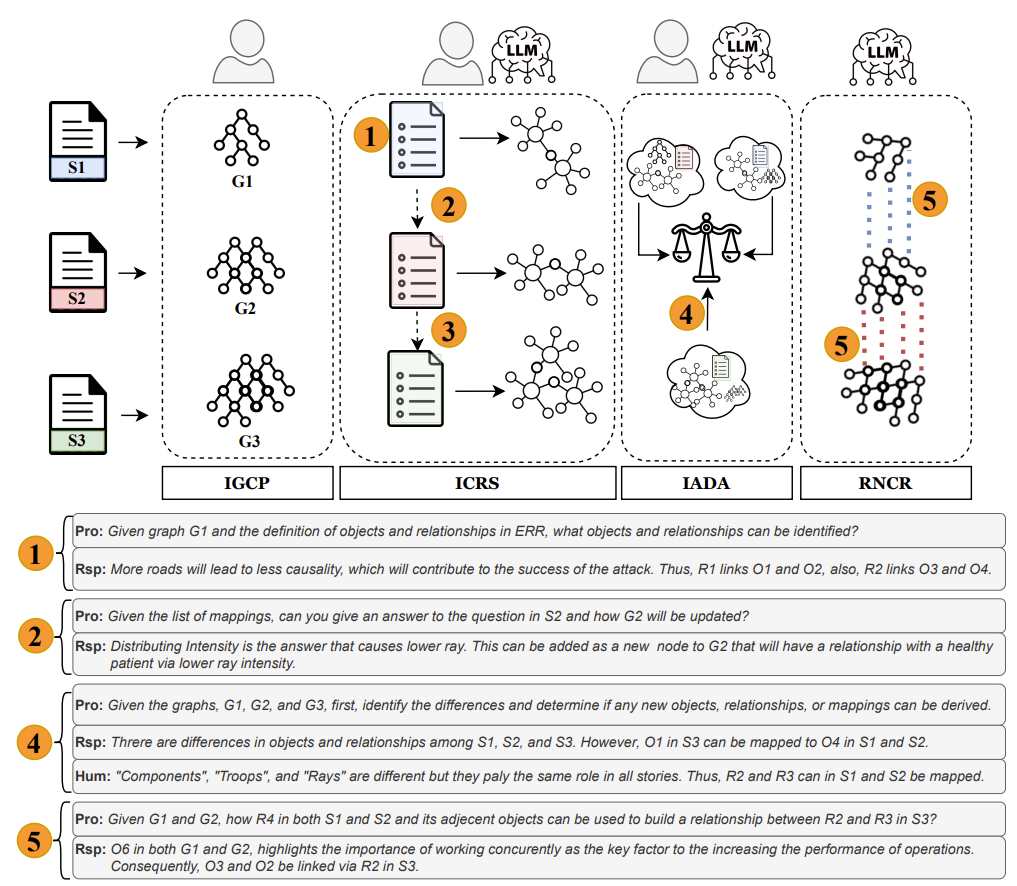 LLM
LLM
LLM
S1
G1
1
2
S2
G2
3
4
5
5
S3
G3
IGCP
ICRS
IADA
RNCR
1
Pro: Given graph G1 and the definition of objects and relationships in ERR, what objects and relationships can be identified?
Rsp: More roads will lead to less causality, which will contribute to the success of the attack. Thus, R1 links O1 and O2, also, R2 links O3 and O4.
2
Pro: Given the list of mappings, can you give an answer to the question in S2 and how G2 will be updated?
Rsp: Distributing Intensity is the answer that causes lower ray. This can be added as a new node to G2 that will have a relationship with a healthy
patient via lower ray intensity.
4
Pro: Given the graphs, G1, G2, and G3, first, identify the differences and determine if any new objects, relationships, or mappings can be derived.
Rsp: Threre are differences in objects and relationships among S1, S2, and S3. However, O1 in S3 can be mapped to O4 in S1 and S2.
Hum: "Components", "Troops", and "Rays" are different but they paly the same role in all stories. Thus, R2 and R3 can in S1 and S2 be mapped.
5
Pro: Given G1 and G2, how R4 in both S1 and S2 and its adjecent objects can be used to build a relationship between R2 and R3 in S3?
Rsp: O6 in both G1 and G2, highlights the importance of working concurently as the key factor to the increasing the performance of operations.
Consequently, O3 and O2 be linked via R2 in S3.